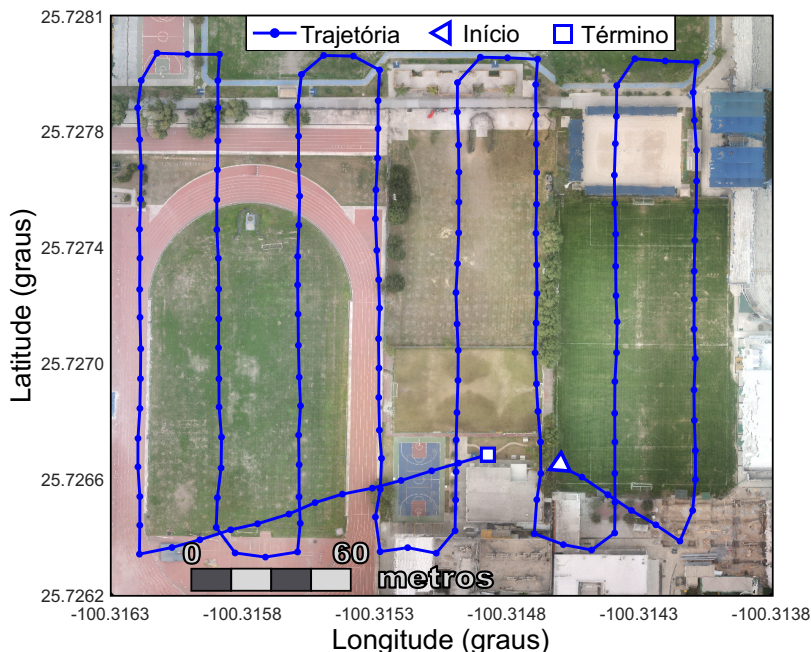 Trajetória Início Término
25.7281
25.7278
25.7274
25.7270
25.7266
25.7262
Latitude (graus)
0 60
metros
-100.3163 -100.3158 -100.3153 -100.3148 -100.3143 -100.3138
Longitude (graus)